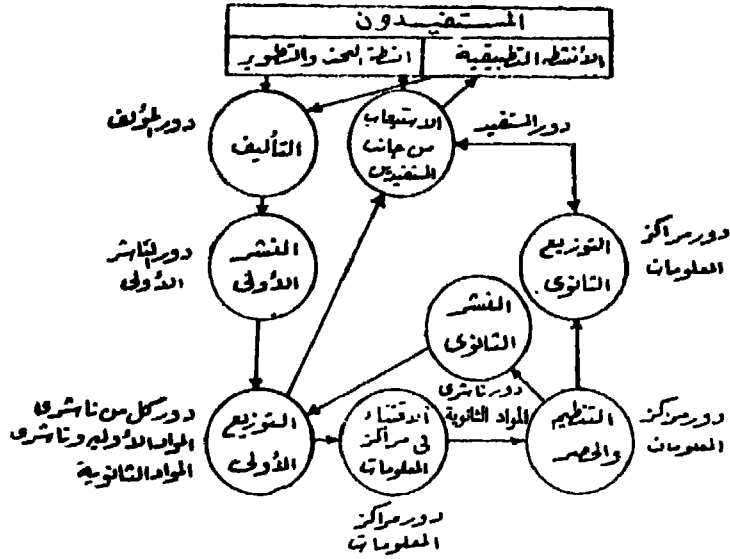 المستفيدون
الأنشطة التطبيقية
انشطة البحث والتطوير
دور المؤلف
التأليف
الاستيعاب
من جانب
المستفيدين
دور المستفيد
دور الناشر
الأولى
النشر
الأولى
التوزيع
الثانوى
دور مراكز
المعلومات
النشر
الثانوى
دور ناشرى
المواد الثانوية
دور كل من ناشرى
المواد الأولية وناشرى
المواد الثانوية
التوزيع
الأولى
الاقتناء
فى مراكز
المعلومات
التنظيم
والحصر
دور مراكز
المعلومات
دور مراكز
المعلومات